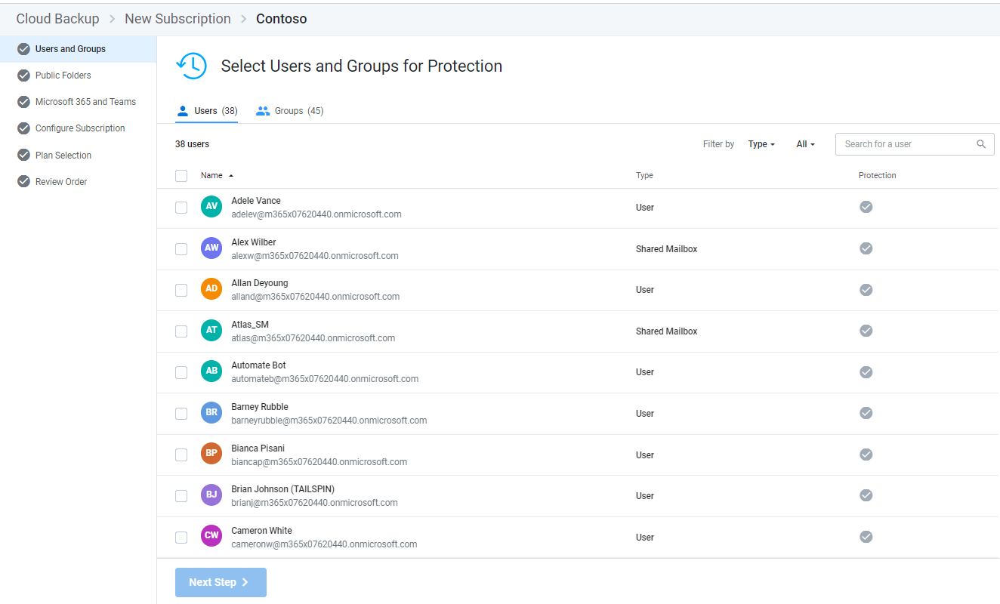 Cloud Backup > New Subscription > Contoso
Users and Groups
Public Folders
Microsoft 365 and Teams
Configure Subscription
Plan Selection
Review Order
Select Users and Groups for Protection
Users (38) Groups (45)
38 users Filter by Type All Search for a user
Name Type Protection
AV Adele Vance
adelev@m365x07620440.onmicrosoft.com
User
AW Alex Wilber
alexw@m365x07620440.onmicrosoft.com
Shared Mailbox
AD Allan Deyoung
alland@m365x07620440.onmicrosoft.com
User
AT Atlas_SM
atlas@m365x07620440.onmicrosoft.com
Shared Mailbox
AB Automate Bot
automateb@m365x07620440.onmicrosoft.com
User
BR Barney Rubble
barneyrubble@m365x07620440.onmicrosoft.com
User
BP Bianca Pisani
biancap@m365x07620440.onmicrosoft.com
User
BJ Brian Johnson (TAILSPIN)
brianj@m365x07620440.onmicrosoft.com
User
CW Cameron White
cameronw@m365x07620440.onmicrosoft.com
User
Next Step >